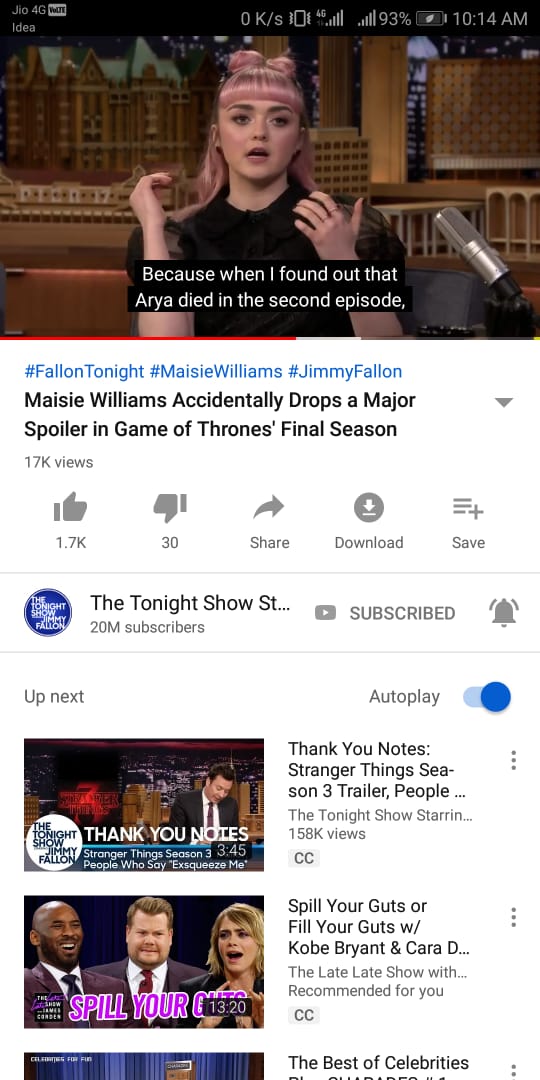 Jio 4G VoLTE
Idea
0 K/s 4G 93% 10:14 AM
Because when I found out that
Arya died in the second episode,
#FallonTonight #MaisieWilliams #JimmyFallon
Maisie Williams Accidentally Drops a Major
Spoiler in Game of Thrones' Final Season
17K views
1.7K 30 Share Download Save
THE
TONIGHT
SHOW
JIMMY
FALLON
The Tonight Show St...
20M subscribers
SUBSCRIBED
Up next
Autoplay
STRANGER
THINGS
THE
TONIGHT
SHOW
JIMMY
FALLON
THANK YOU NOTES
Stranger Things Season 3
People Who Say "Exsqueeze Me"
3:45
Thank You Notes:
Stranger Things Sea-
son 3 Trailer, People ...
The Tonight Show Starrin...
158K views
CC
THE Late Late
SHOW
JAMES
CORDEN
SPILL YOUR GUTS
13:20
Spill Your Guts or
Fill Your Guts w/
Kobe Bryant & Cara D...
The Late Late Show with...
Recommended for you
CC
CELEBRITIES FOR FUN
CHARADES
The Best of Celebrities
Play CHARADES # 1